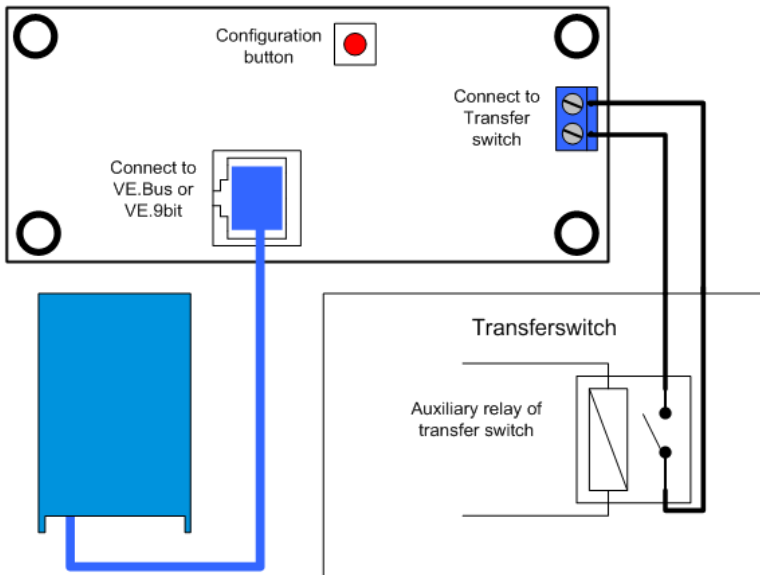 Configuration
button
Connect to
Transfer
switch
Connect to
VE.Bus or
VE.9bit
Transferswitch
Auxiliary relay of
transfer switch